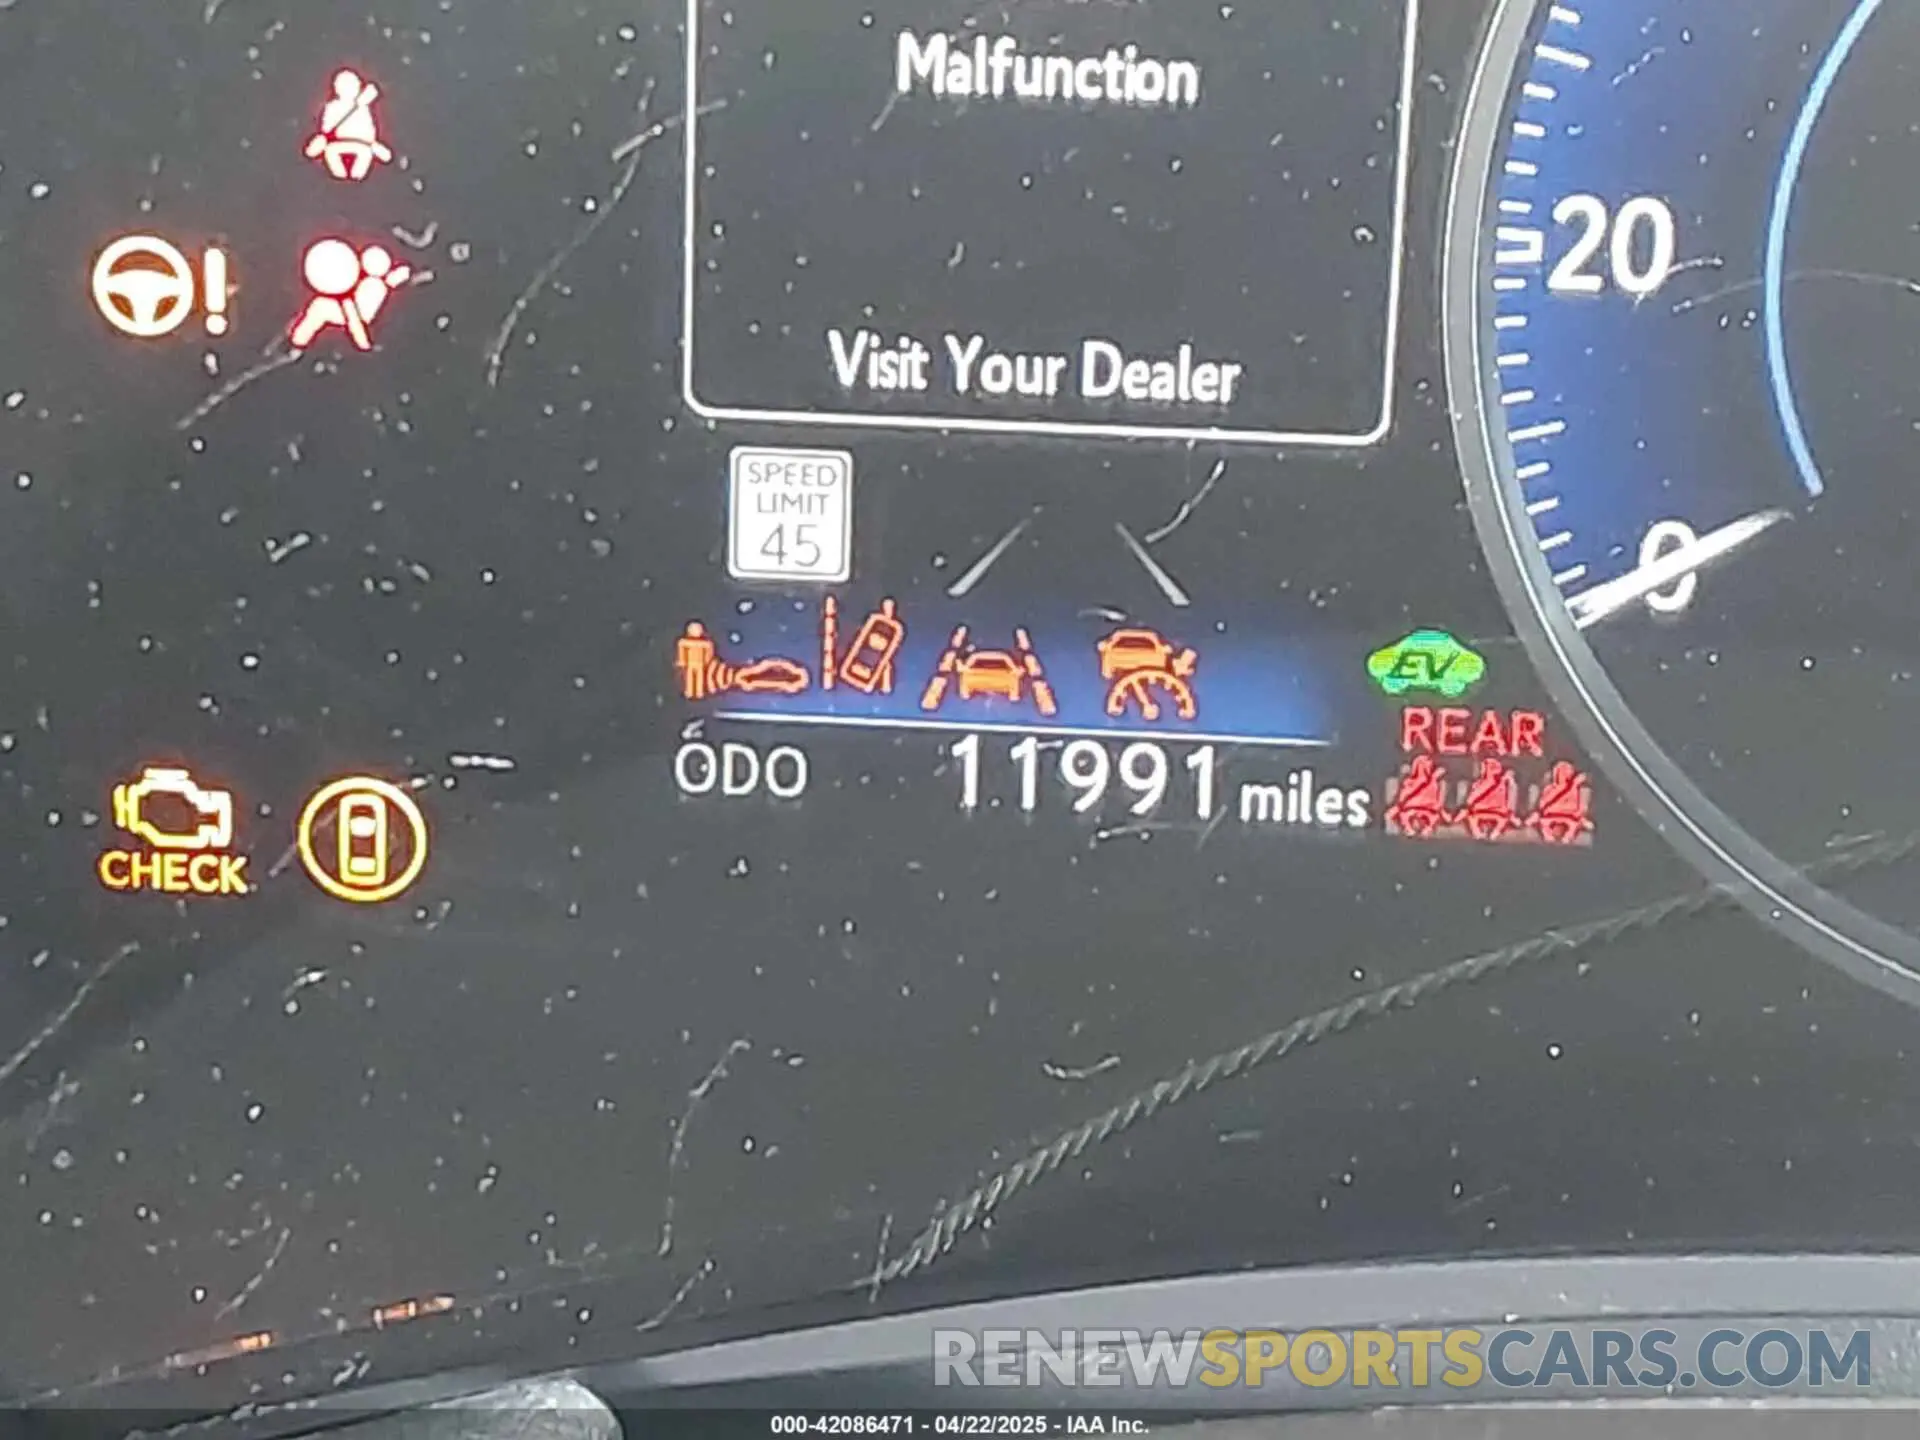 Malfunction
Visit Your Dealer
20
SPEED
LIMIT
45
0
EV
REAR
ODO 11991 miles
CHECK
RENEWSPORTSCARS.COM
000-42086471 - 04/22/2025 - IAA Inc.